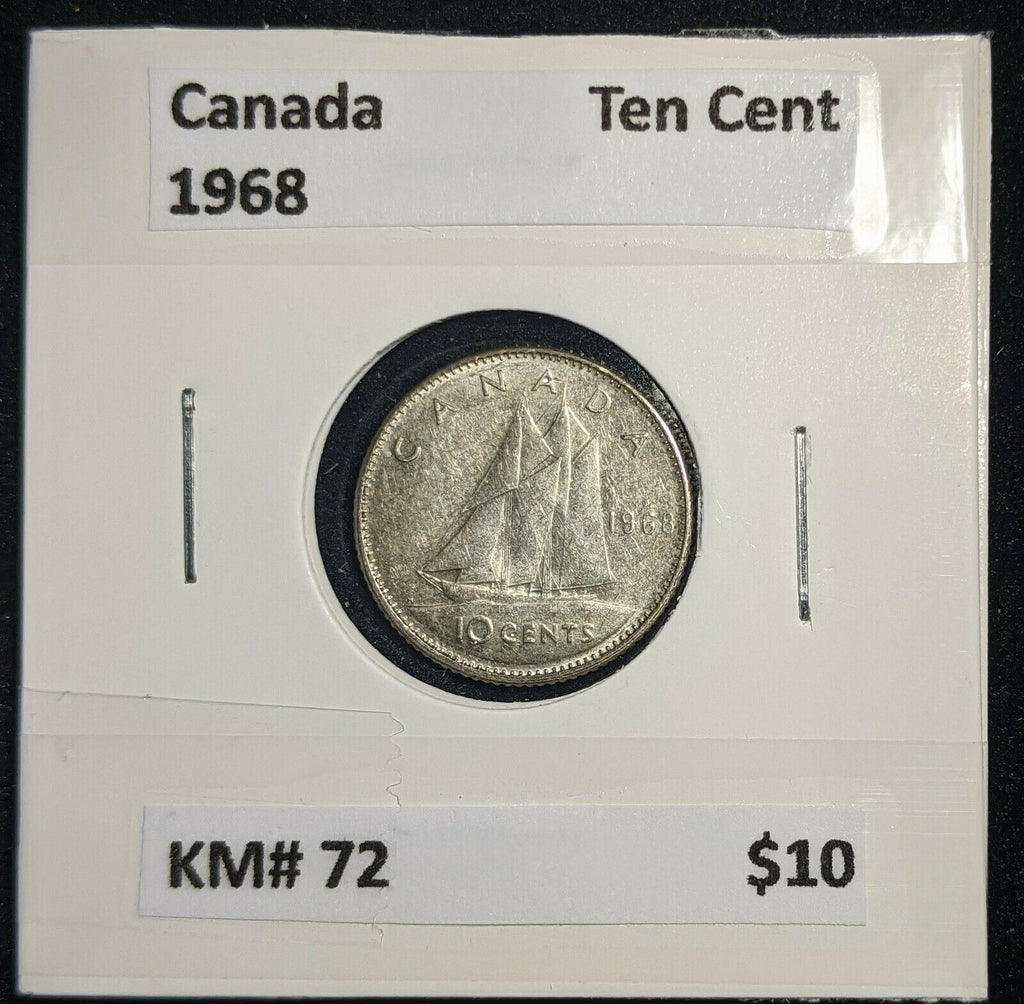 Canada Ten Cent
1968
CANADA
1968
10 CENTS
KM# 72 $10